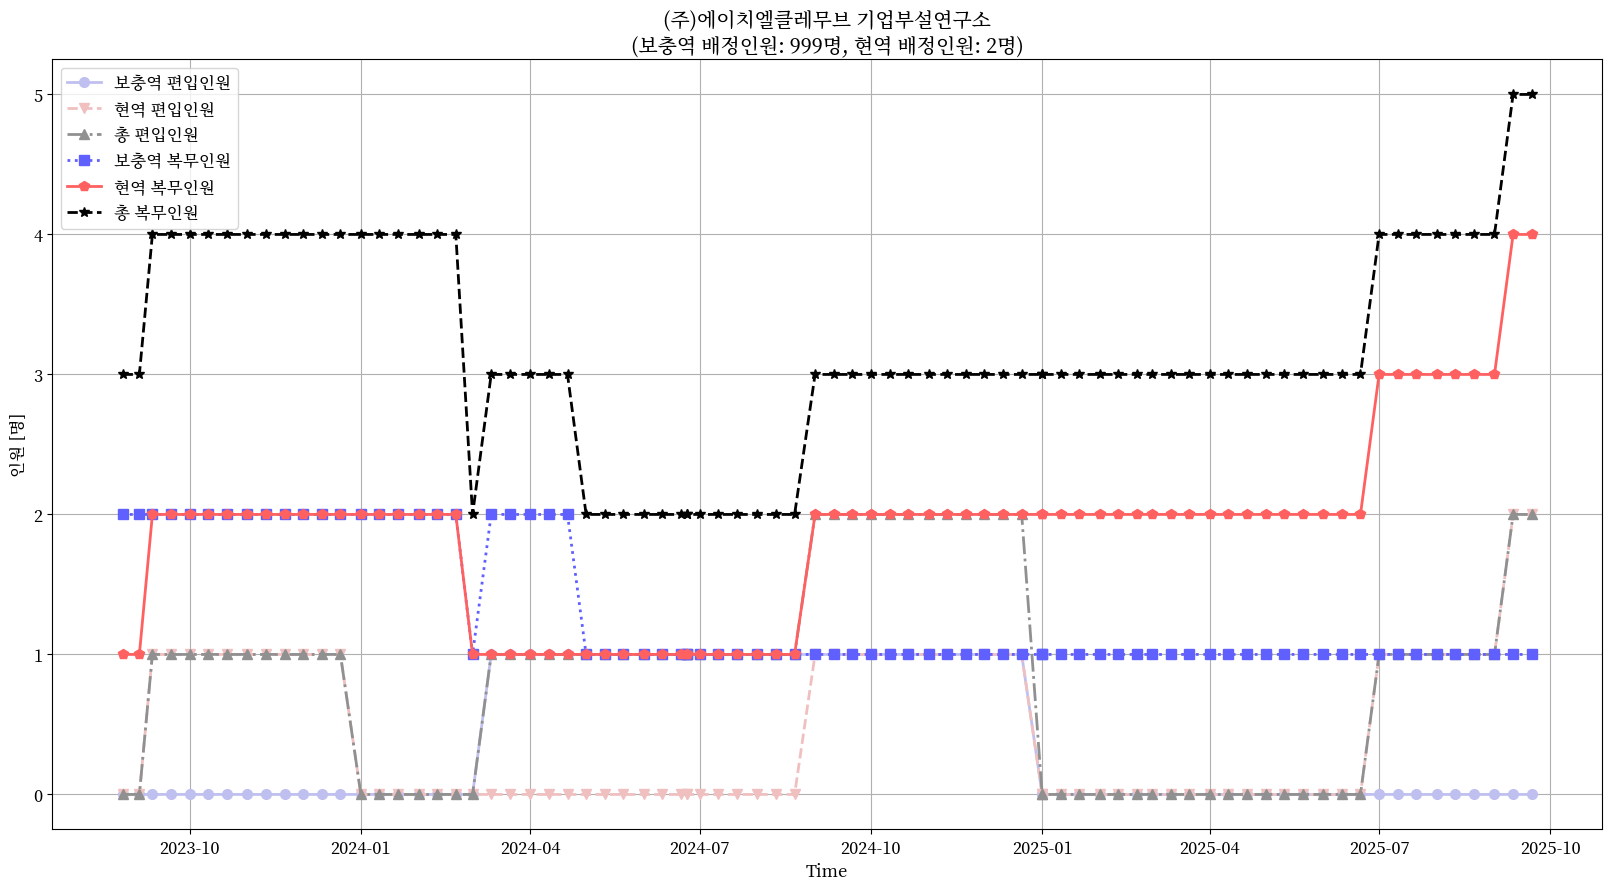 (주)에이치엘클레무브 기업부설연구소
(보충역 배정인원: 999명, 현역 배정인원: 2명)
보충역 편입인원
현역 편입인원
총 편입인원
보충역 복무인원
현역 복무인원
총 복무인원
인원 [명]
5
4
3
2
1
0
2023-10
2024-01
2024-04
2024-07
2024-10
2025-01
2025-04
2025-07
2025-10
Time